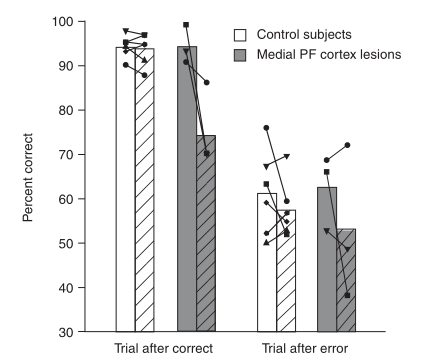 100
90
80
70
60
50
40
30
Percent correct
Control subjects
Medial PF cortex lesions
Trial after correct
Trial after error